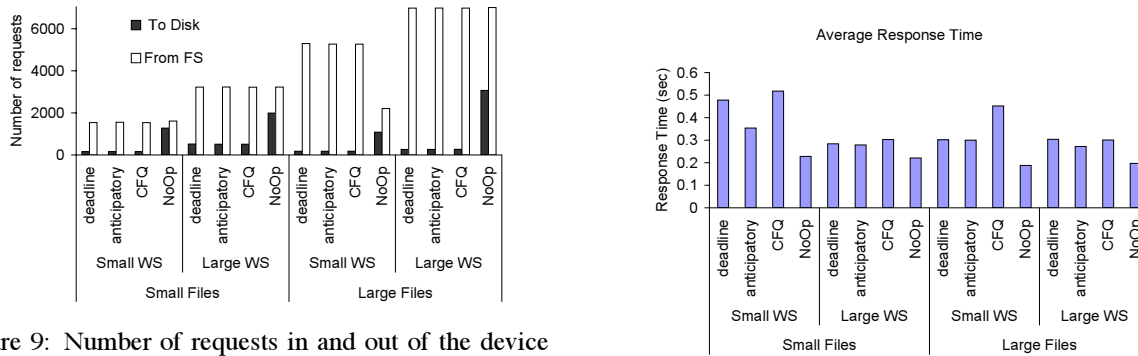 Number of requests
6000
4000
2000
0
To Disk
From FS
deadline
anticipatory
CFQ
NoOp
deadline
anticipatory
CFQ
NoOp
deadline
anticipatory
CFQ
NoOp
deadline
anticipatory
CFQ
NoOp
Small WS Large WS Small WS Large WS
Small Files Large Files
re 9: Number of requests in and out of the device
Average Response Time
Response Time (sec)
0.6
0.5
0.4
0.3
0.2
0.1
0
deadline
anticipatory
CFQ
NoOp
deadline
anticipatory
CFQ
NoOp
deadline
anticipatory
CFQ
NoOp
deadline
anticipatory
CFQ
NoOp
Small WS Large WS Small WS Large WS
Small Files Large Files